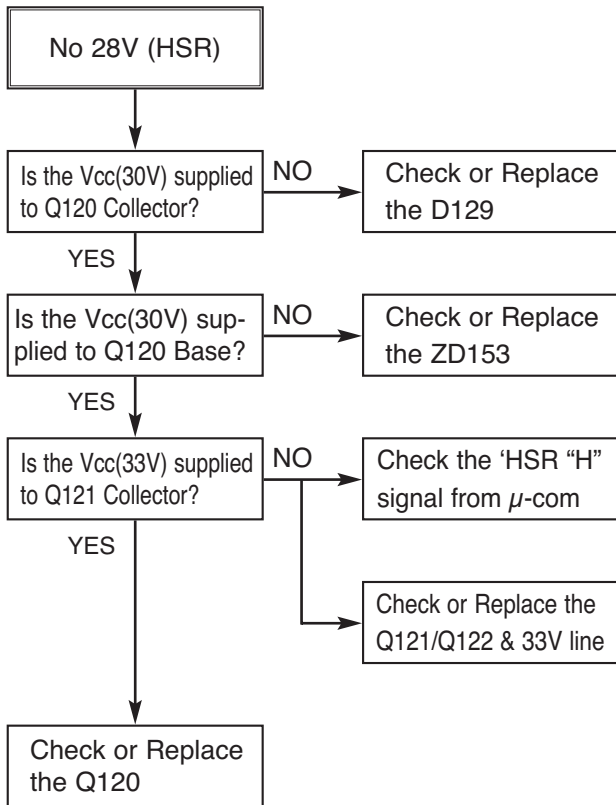 No 28V (HSR)
Is the Vcc(30V) supplied
to Q120 Collector?
NO
Check or Replace
the D129
YES
Is the Vcc(30V) sup-
plied to Q120 Base?
NO
Check or Replace
the ZD153
YES
Is the Vcc(33V) supplied
to Q121 Collector?
NO
Check the ‘HSR “H”
signal from µ-com
YES
Check or Replace the
Q121/Q122 & 33V line
Check or Replace
the Q120